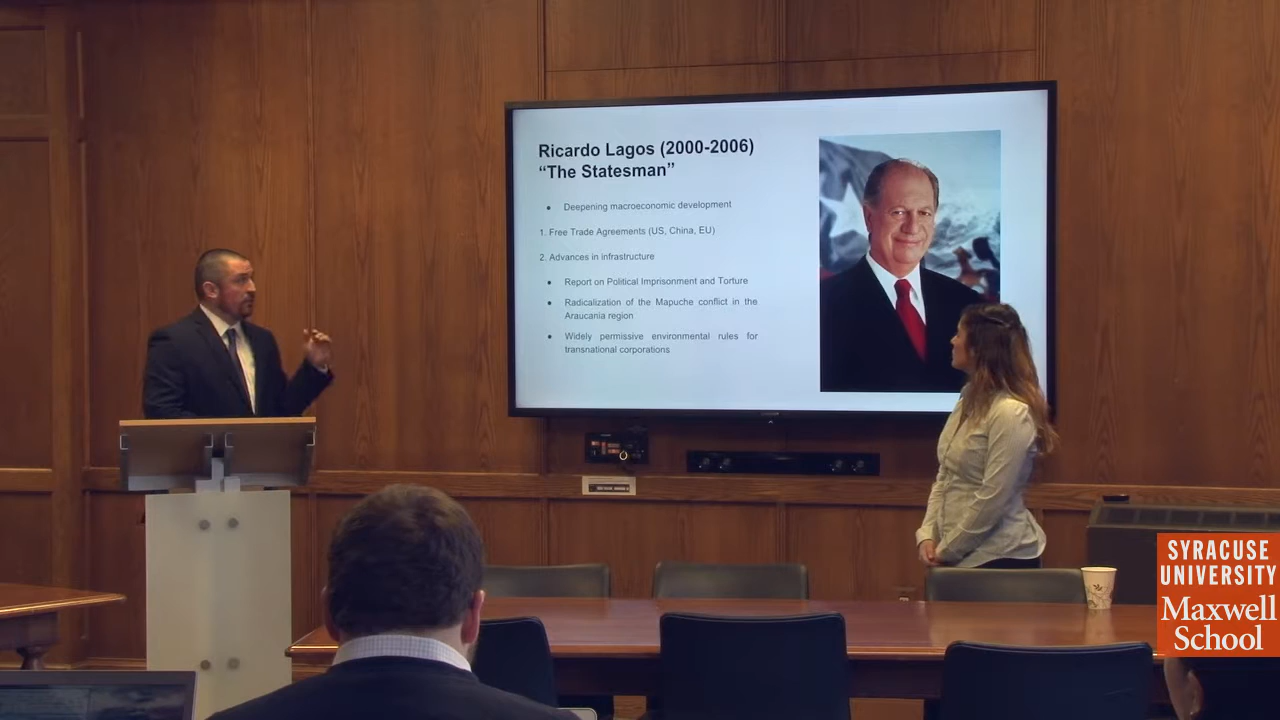 Ricardo Lagos (2000-2006)
“The Statesman”
• Deepening macroeconomic development
1. Free Trade Agreements (US, China, EU)
2. Advances in infrastructure
• Report on Political Imprisonment and Torture
• Radicalization of the Mapuche conflict in the
Araucania region
• Widely permissive environmental rules for
transnational corporations
SYRACUSE
UNIVERSITY
Maxwell
School